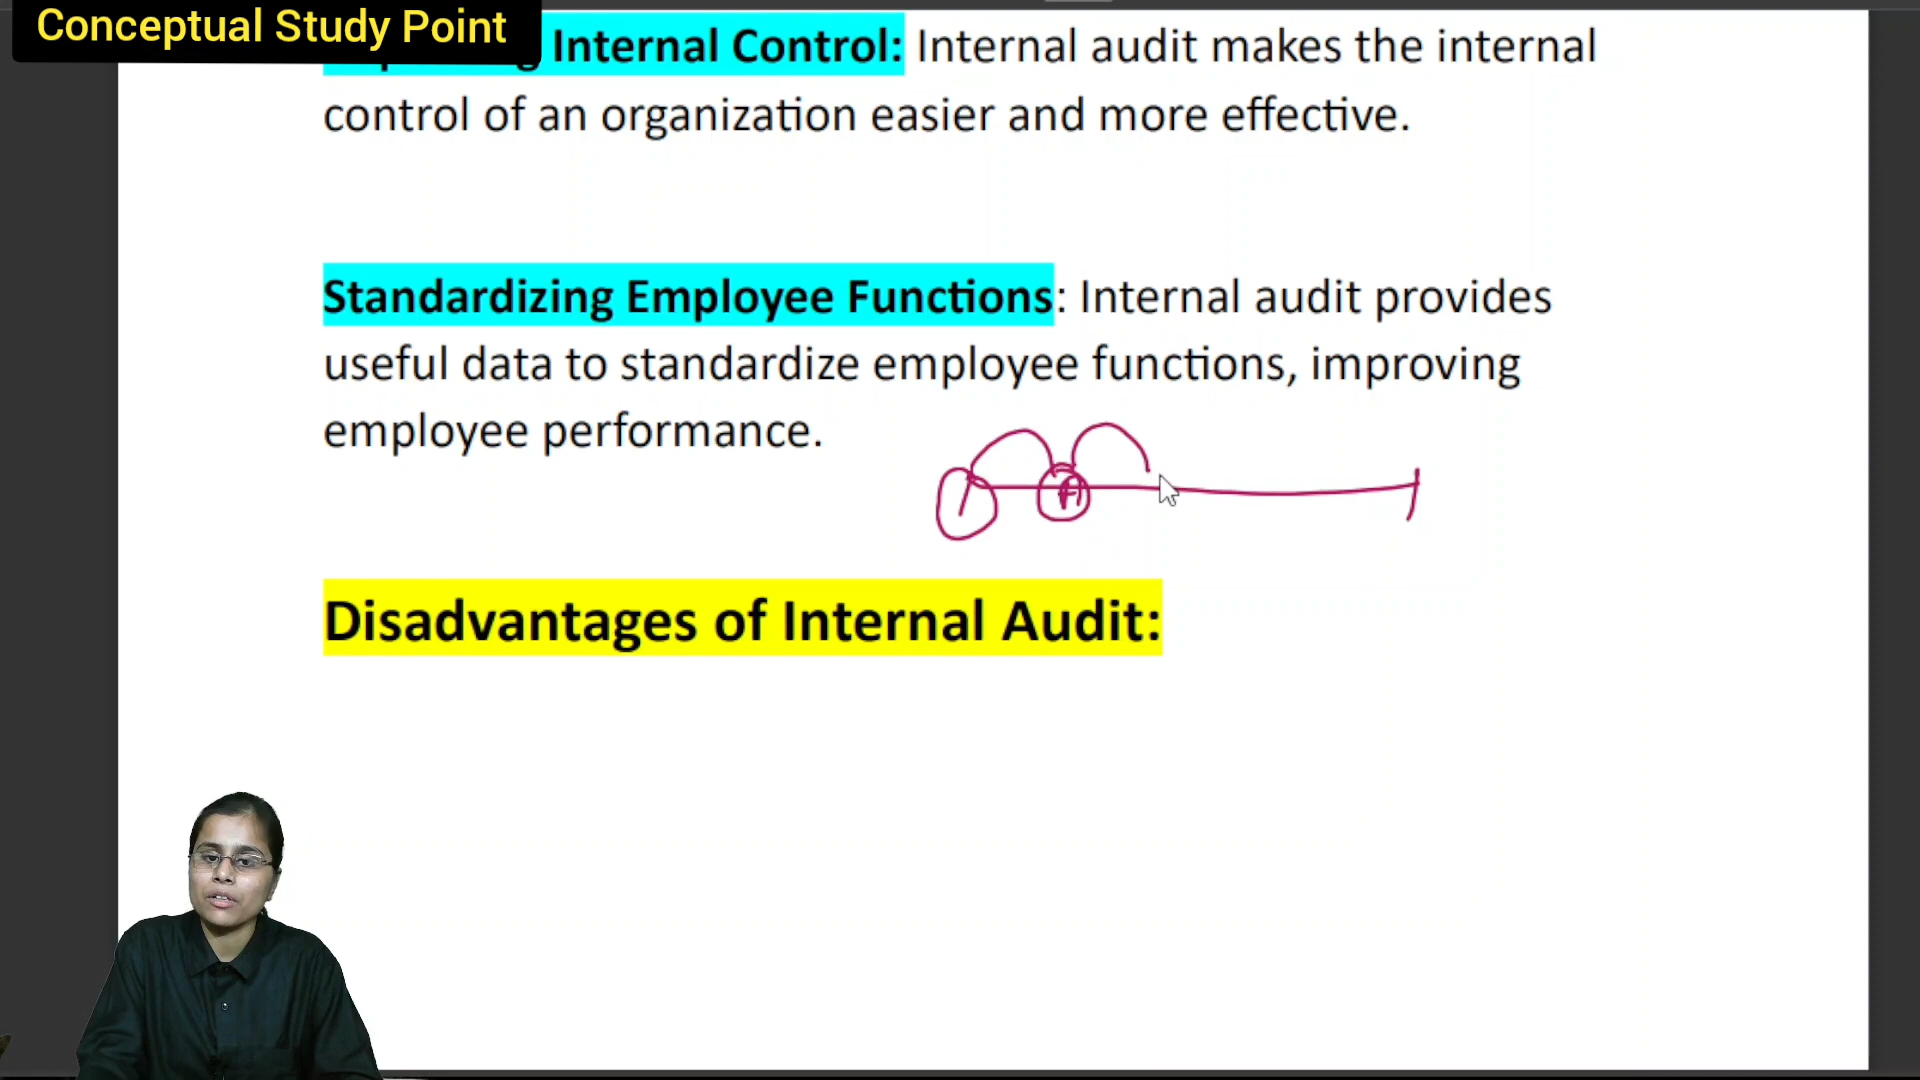 Conceptual Study Point
Internal Control: Internal audit makes the internal
control of an organization easier and more effective.
Standardizing Employee Functions: Internal audit provides
useful data to standardize employee functions, improving
employee performance.
Disadvantages of Internal Audit: